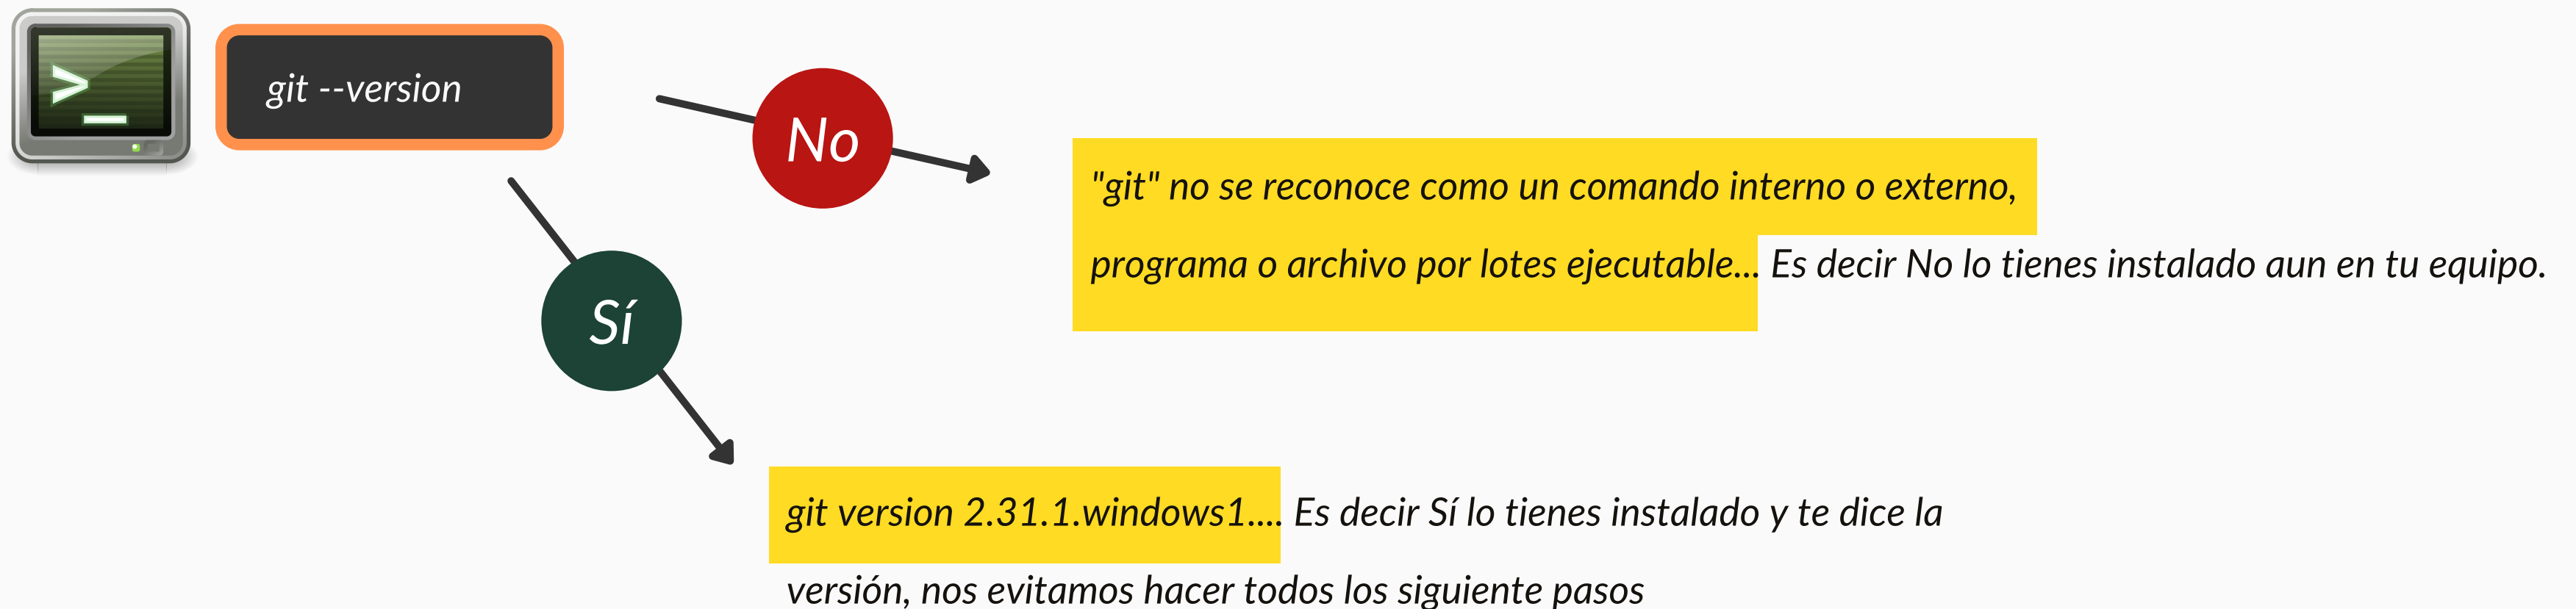 git --version
No
"git" no se reconoce como un comando interno o externo,
programa o archivo por lotes ejecutable... Es decir No lo tienes instalado aun en tu equipo.
Sí
git version 2.31.1.windows1.... Es decir Sí lo tienes instalado y te dice la
versión, nos evitamos hacer todos los siguiente pasos